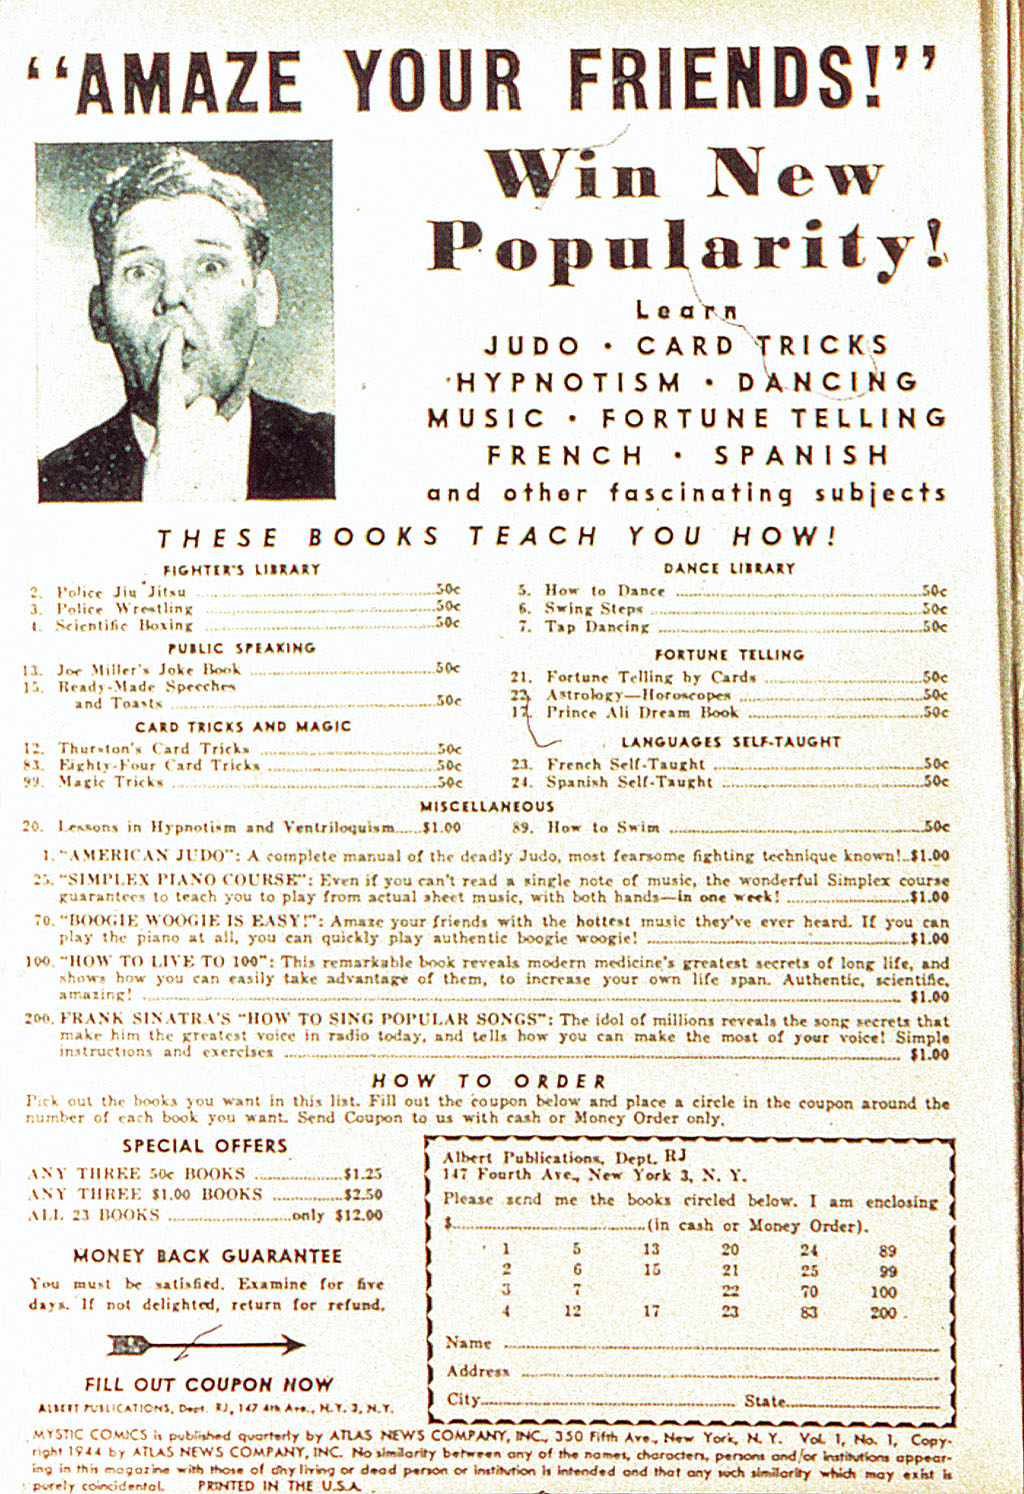 "AMAZE YOUR FRIENDS!"
Win New
Popularity!
Learn
JUDO • CARD TRICKS
HYPNOTISM • DANCING
MUSIC • FORTUNE TELLING
FRENCH • SPANISH
and other fascinating subjects
THESE BOOKS TEACH YOU HOW!
FIGHTER'S LIBRARY
2. Police Jiu Jitsu ........ 50c
3. Police Wrestling ........ 50c
4. Scientific Boxing ........ 50c
PUBLIC SPEAKING
13. Joe Miller's Joke Book ........ 50c
15. Ready-Made Speeches
and Toasts ........ 50c
CARD TRICKS AND MAGIC
12. Thurston's Card Tricks ........ 50c
83. Eighty-Four Card Tricks ........ 50c
99. Magic Tricks ........ 50c
DANCE LIBRARY
5. How to Dance ........ 50c
6. Swing Steps ........ 50c
7. Tap Dancing ........ 50c
FORTUNE TELLING
21. Fortune Telling by Cards ........ 50c
22. Astrology—Horoscopes ........ 50c
17. Prince Ali Dream Book ........ 50c
LANGUAGES SELF-TAUGHT
23. French Self-Taught ........ 50c
24. Spanish Self-Taught ........ 50c
MISCELLANEOUS
20. Lessons in Hypnotism and Ventriloquism ...... $1.00
89. How to Swim ........ 50c
1. "AMERICAN JUDO": A complete manual of the deadly Judo, most fearsome fighting technique known!..$1.00
25. "SIMPLEX PIANO COURSE": Even if you can't read a single note of music, the wonderful Simplex course
guarantees to teach you to play from actual sheet music, with both hands—in one week! ........ $1.00
70. "BOOGIE WOOGIE IS EASY!": Amaze your friends with the hottest music they've ever heard. If you can
play the piano at all, you can quickly play authentic boogie woogie! ........ $1.00
100. "HOW TO LIVE TO 100": This remarkable book reveals modern medicine's greatest secrets of long life, and
shows how you can easily take advantage of them, to increase your own life span. Authentic, scientific,
amazing! ........ $1.00
200. FRANK SINATRA'S "HOW TO SING POPULAR SONGS": The idol of millions reveals the song secrets that
make him the greatest voice in radio today, and tells how you can make the most of your voice! Simple
instructions and exercises ........ $1.00
HOW TO ORDER
Pick out the books you want in this list. Fill out the coupon below and place a circle in the coupon around the
number of each book you want. Send Coupon to us with cash or Money Order only.
SPECIAL OFFERS
ANY THREE 50c BOOKS ........ $1.25
ANY THREE $1.00 BOOKS ........ $2.50
ALL 23 BOOKS ........ only $12.00
MONEY BACK GUARANTEE
You must be satisfied. Examine for five
days. If not delighted, return for refund.
FILL OUT COUPON NOW
ALBERT PUBLICATIONS, Dept. RJ, 147 4th Ave., N.Y. 3, N.Y.
Albert Publications, Dept. RJ
147 Fourth Ave., New York 3, N. Y.
Please send me the books circled below. I am enclosing
$........ (in cash or Money Order).
1 5 13 20 24 89
2 6 15 21 25 99
3 7 22 70 100
4 12 17 23 83 200
Name ........
Address ........
City ........ State ........
MYSTIC COMICS is published quarterly by ATLAS NEWS COMPANY, INC., 350 Fifth Ave., New York, N. Y. Vol. 1, No. 1, Copy-
right 1944 by ATLAS NEWS COMPANY, INC. No similarity between any of the names, characters, persons and/or institutions appear-
ing in this magazine with those of any living or dead person or institution is intended and that any such similarity which may exist is
purely coincidental. PRINTED IN THE U.S.A.